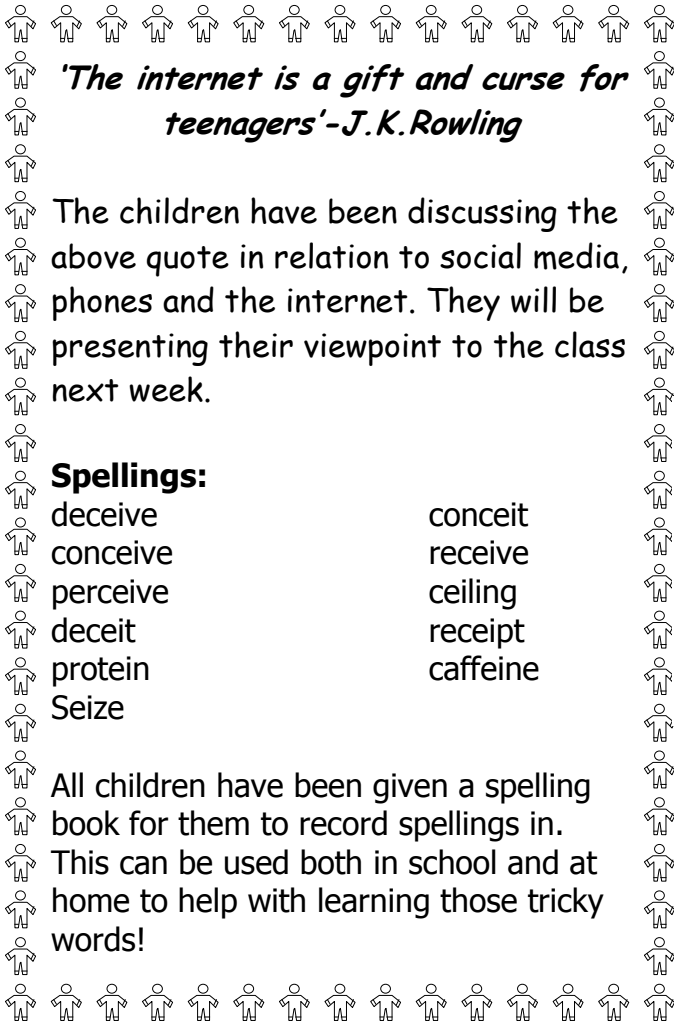 'The internet is a gift and curse for
teenagers'-J.K.Rowling
The children have been discussing the
above quote in relation to social media,
phones and the internet. They will be
presenting their viewpoint to the class
next week.
Spellings:
deceive conceit
conceive receive
perceive ceiling
deceit receipt
protein caffeine
Seize
All children have been given a spelling
book for them to record spellings in.
This can be used both in school and at
home to help with learning those tricky
words!